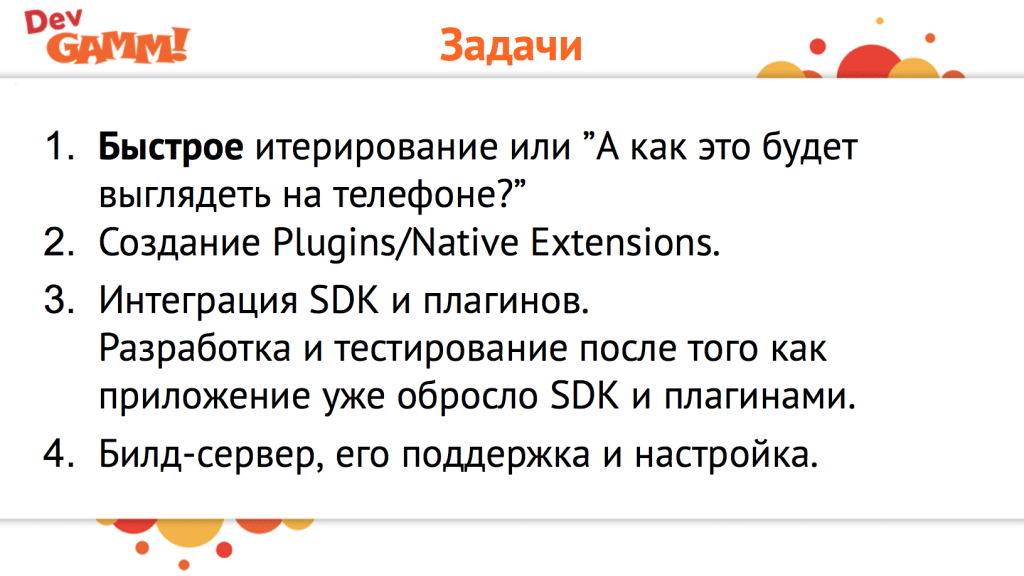 Dev
GAMM!
Задачи
1. Быстрое итерирование или ”А как это будет
выглядеть на телефоне?”
2. Создание Plugins/Native Extensions.
3. Интеграция SDK и плагинов.
Разработка и тестирование после того как
приложение уже обросло SDK и плагинами.
4. Билд-сервер, его поддержка и настройка.